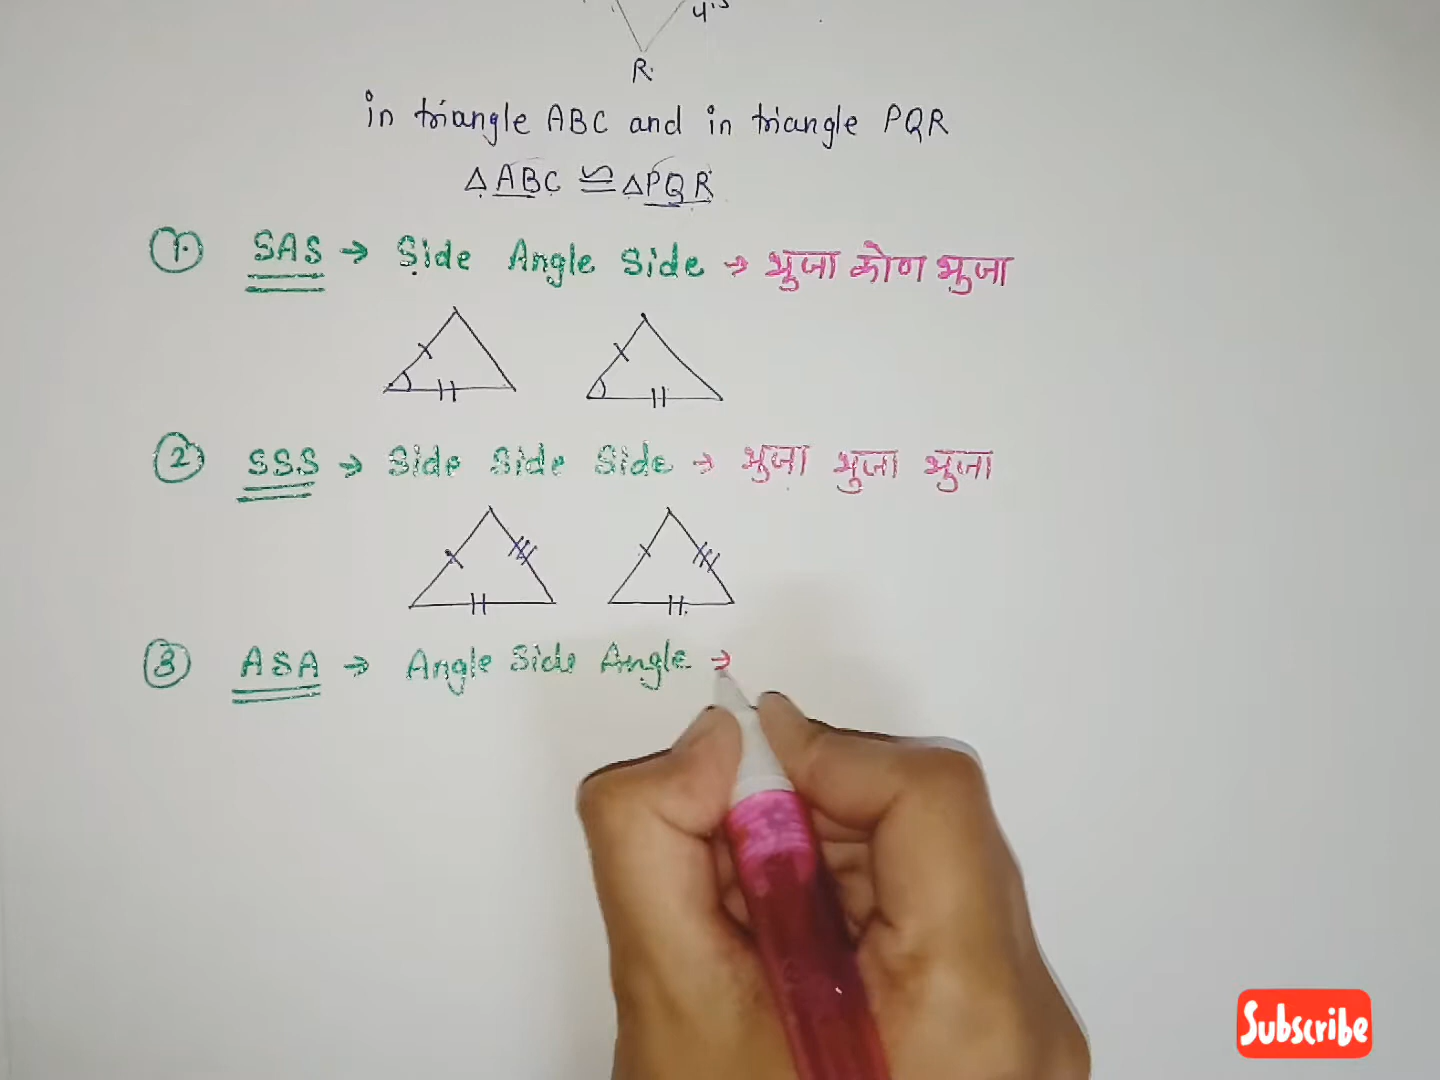 R.
in triangle ABC and in triangle PQR
△ABC ≅ △PQR
① SAS → Side Angle Side → भुजा कोण भुजा
② SSS → Side Side Side → भुजा भुजा भुजा
③ ASA → Angle Side Angle →
Subscribe